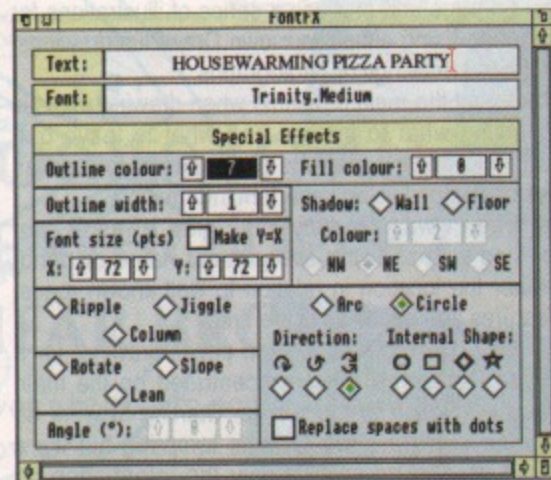 FontFX
Text: HOUSEWARMING PIZZA PARTY
Font: Trinity.Medium
Special Effects
Outline colour: 7 Fill colour: 0
Outline width: 1 Shadow: Wall Floor
Font size (pts) Make Y=X Colour: 2
X: 72 Y: 72 NW NE SW SE
Ripple Jiggle Arc Circle
Column Direction: Internal Shape:
Rotate Slope
Lean
Angle (°): 0 Replace spaces with dots